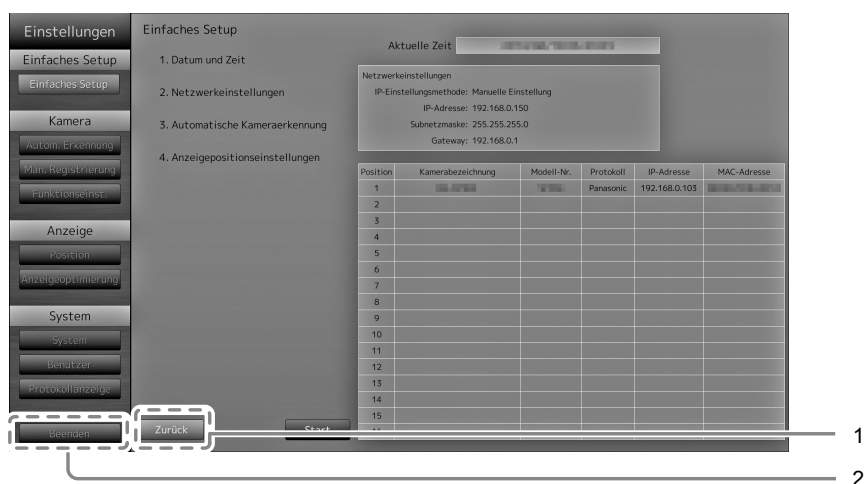 Einstellungen
Einfaches Setup
Einfaches Setup
Kamera
Autom. Erkennung
Man. Registrierung
Funktionseinst.
Anzeige
Position
Anzeigeoptimierung
System
System
Benutzer
Protokollanzeige
Beenden
Einfaches Setup
1. Datum und Zeit
2. Netzwerkeinstellungen
3. Automatische Kameraerkennung
4. Anzeigepositionseinstellungen
Zurück
Start
Aktuelle Zeit
Netzwerkeinstellungen
IP-Einstellungsmethode: Manuelle Einstellung
IP-Adresse: 192.168.0.150
Subnetzmaske: 255.255.255.0
Gateway: 192.168.0.1
Position Kamerabezeichnung Modell-Nr. Protokoll IP-Adresse MAC-Adresse
1 Panasonic 192.168.0.103
2
3
4
5
6
7
8
9
10
11
12
13
14
15
1
2